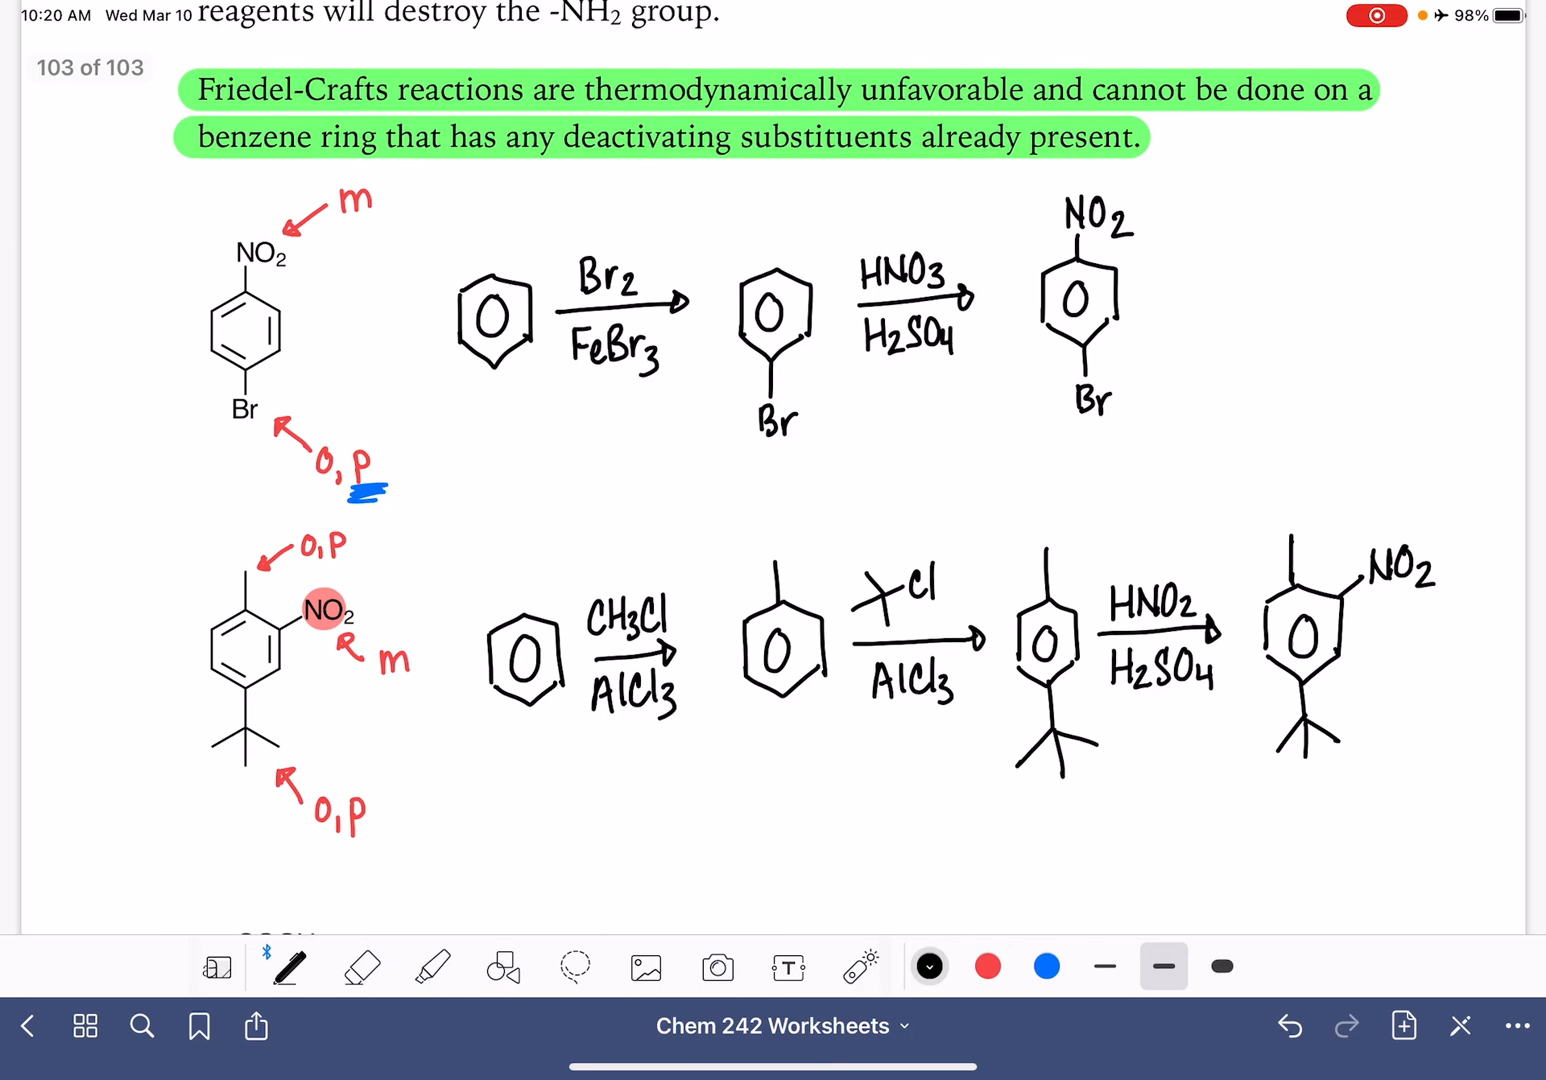 10:20 AM Wed Mar 10
98%
reagents will destroy the -NH₂ group.
103 of 103
Friedel-Crafts reactions are thermodynamically unfavorable and cannot be done on a
benzene ring that has any deactivating substituents already present.
m
NO₂
Br
o, p
Br₂
FeBr₃
Br
HNO₃
H₂SO₄
NO₂
Br
o,p
NO₂
m
o,p
CH₃Cl
AlCl₃
Cl
AlCl₃
HNO₂
H₂SO₄
NO₂
T
Chem 242 Worksheets